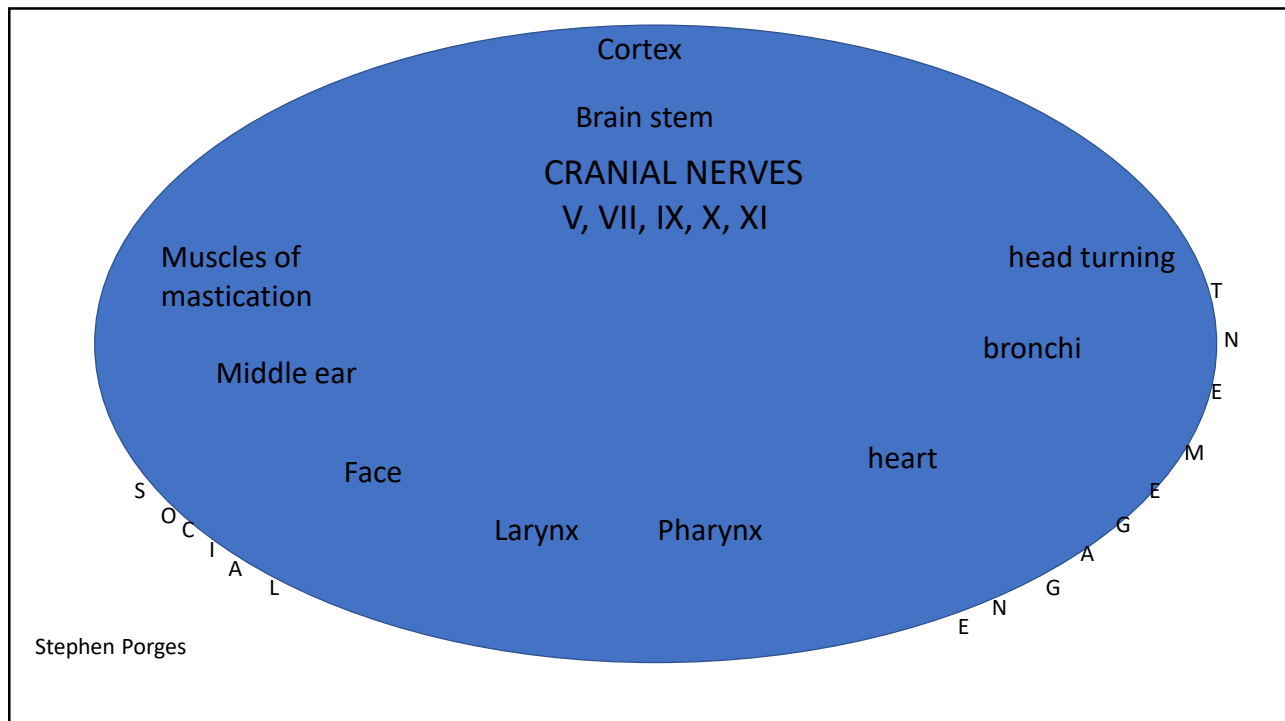 Cortex
Brain stem
CRANIAL NERVES
V, VII, IX, X, XI
Muscles of
mastication
head turning
Middle ear
bronchi
Face
heart
Larynx
Pharynx
SOCIAL
ENGAGEMENT
Stephen Porges